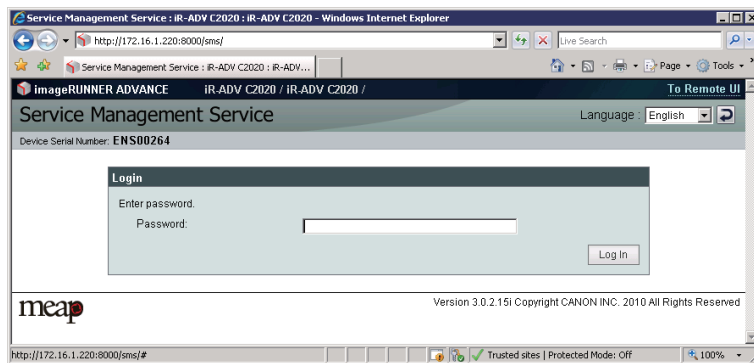 Service Management Service : iR-ADV C2020 : iR-ADV C2020 - Windows Internet Explorer
http://172.16.1.220:8000/sms/
Live Search
Service Management Service : iR-ADV C2020 : iR-ADV...
Page
Tools
imageRUNNER ADVANCE iR-ADV C2020 / iR-ADV C2020 /
To Remote UI
Service Management Service
Language : English
Device Serial Number: ENS00264
Login
Enter password.
Password:
Log In
meap
Version 3.0.2.15i Copyright CANON INC. 2010 All Rights Reserved
http://172.16.1.220:8000/sms/#
Trusted sites | Protected Mode: Off
100%